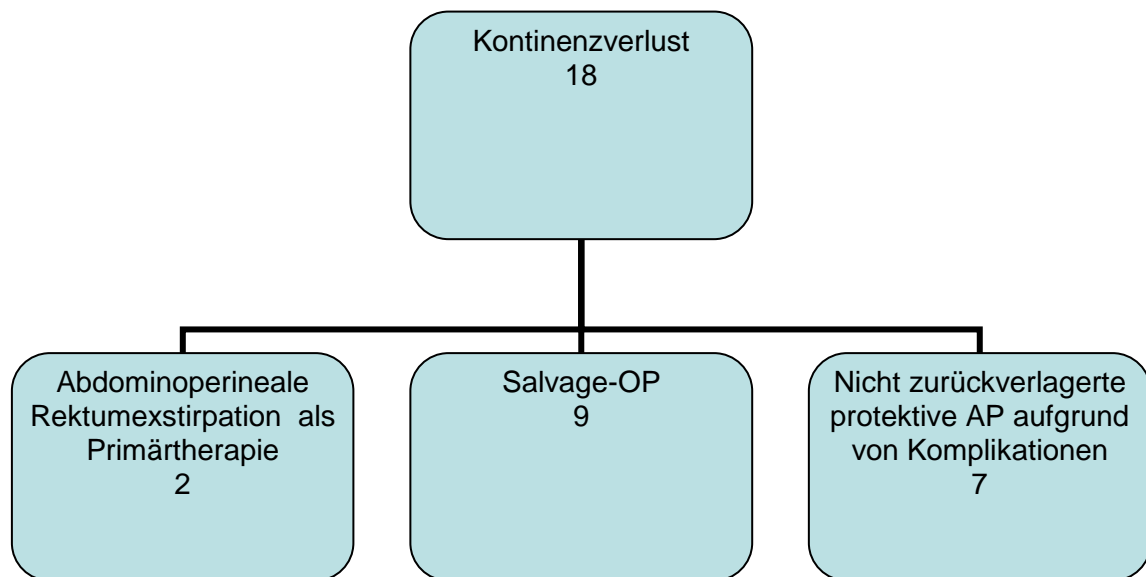 Kontinenzverlust
18
Abdominoperineale
Rektumexstirpation als
Primärtherapie
2
Salvage-OP
9
Nicht zurückverlagerte
protektive AP aufgrund
von Komplikationen
7